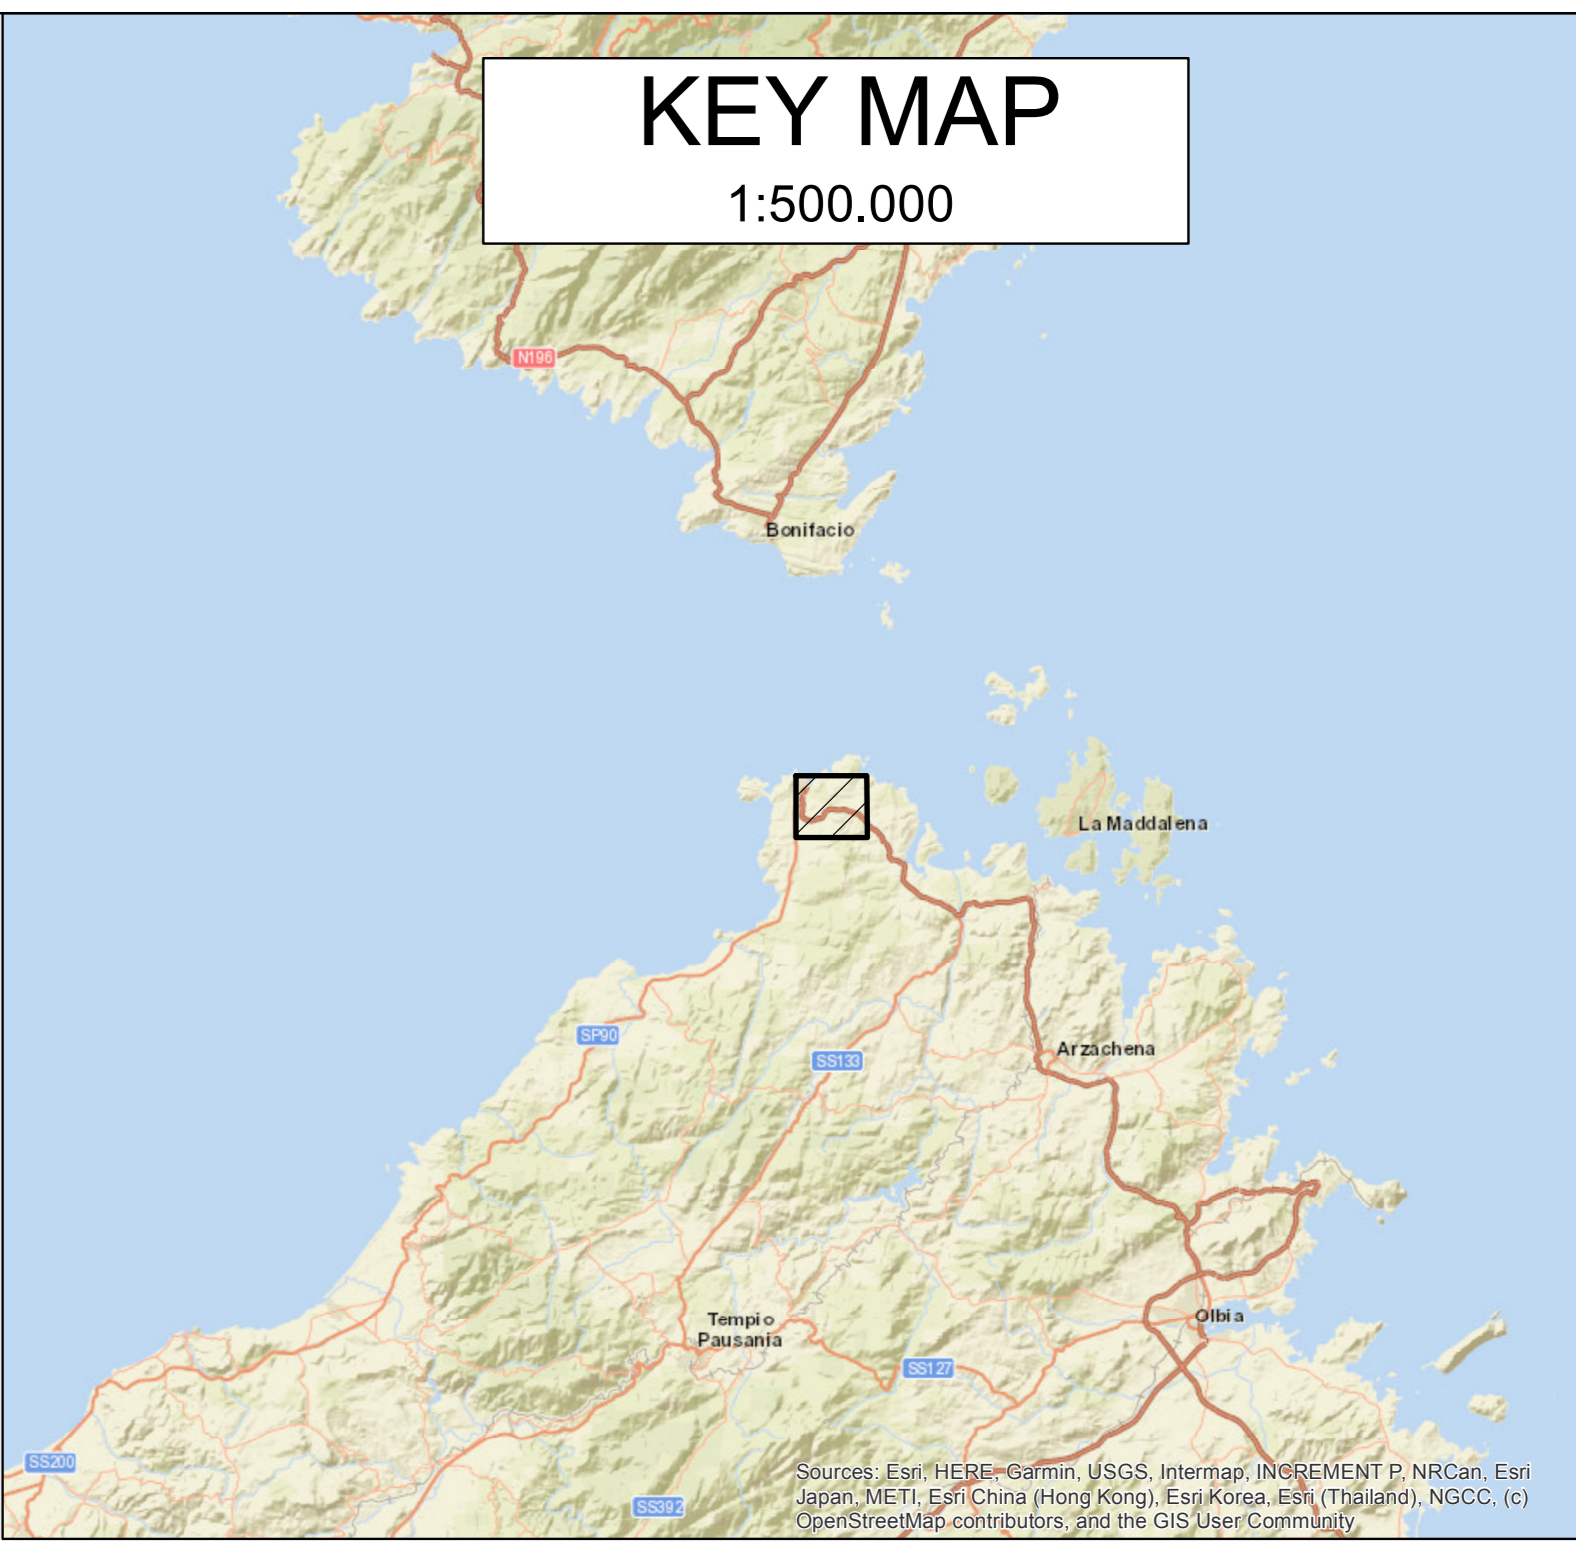 KEY MAP
1:500.000
N196
Bonifacio
La Maddalena
SP90
SS133
Arzachena
Tempio
Pausania
Olbia
SS127
SS200
SS392
Sources: Esri, HERE, Garmin, USGS, Intermap, INCREMENT P, NRCan, Esri
Japan, METI, Esri China (Hong Kong), Esri Korea, Esri (Thailand), NGCC, (c)
OpenStreetMap contributors, and the GIS User Community